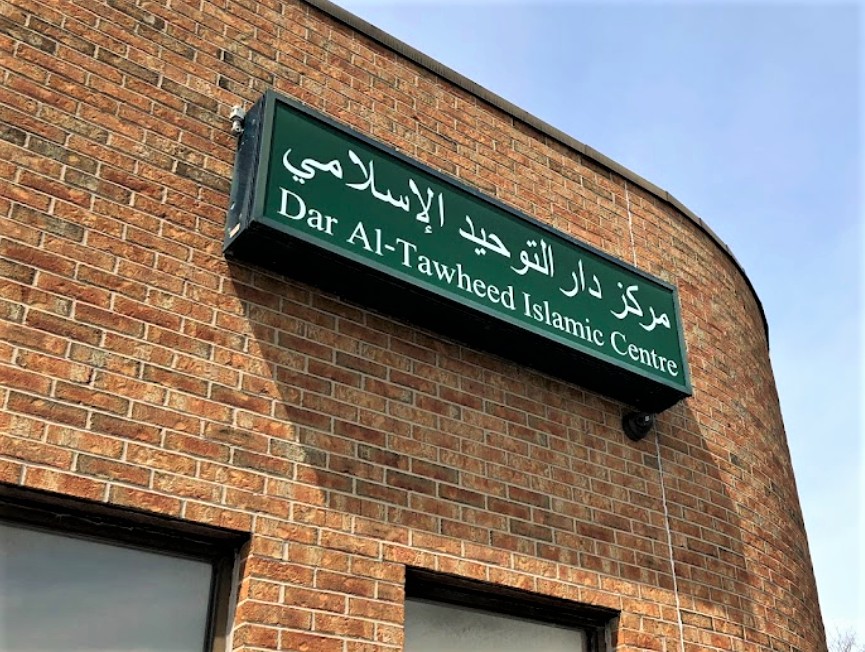 مركز دار التوحيد الإسلامي
Dar Al-Tawheed Islamic Centre